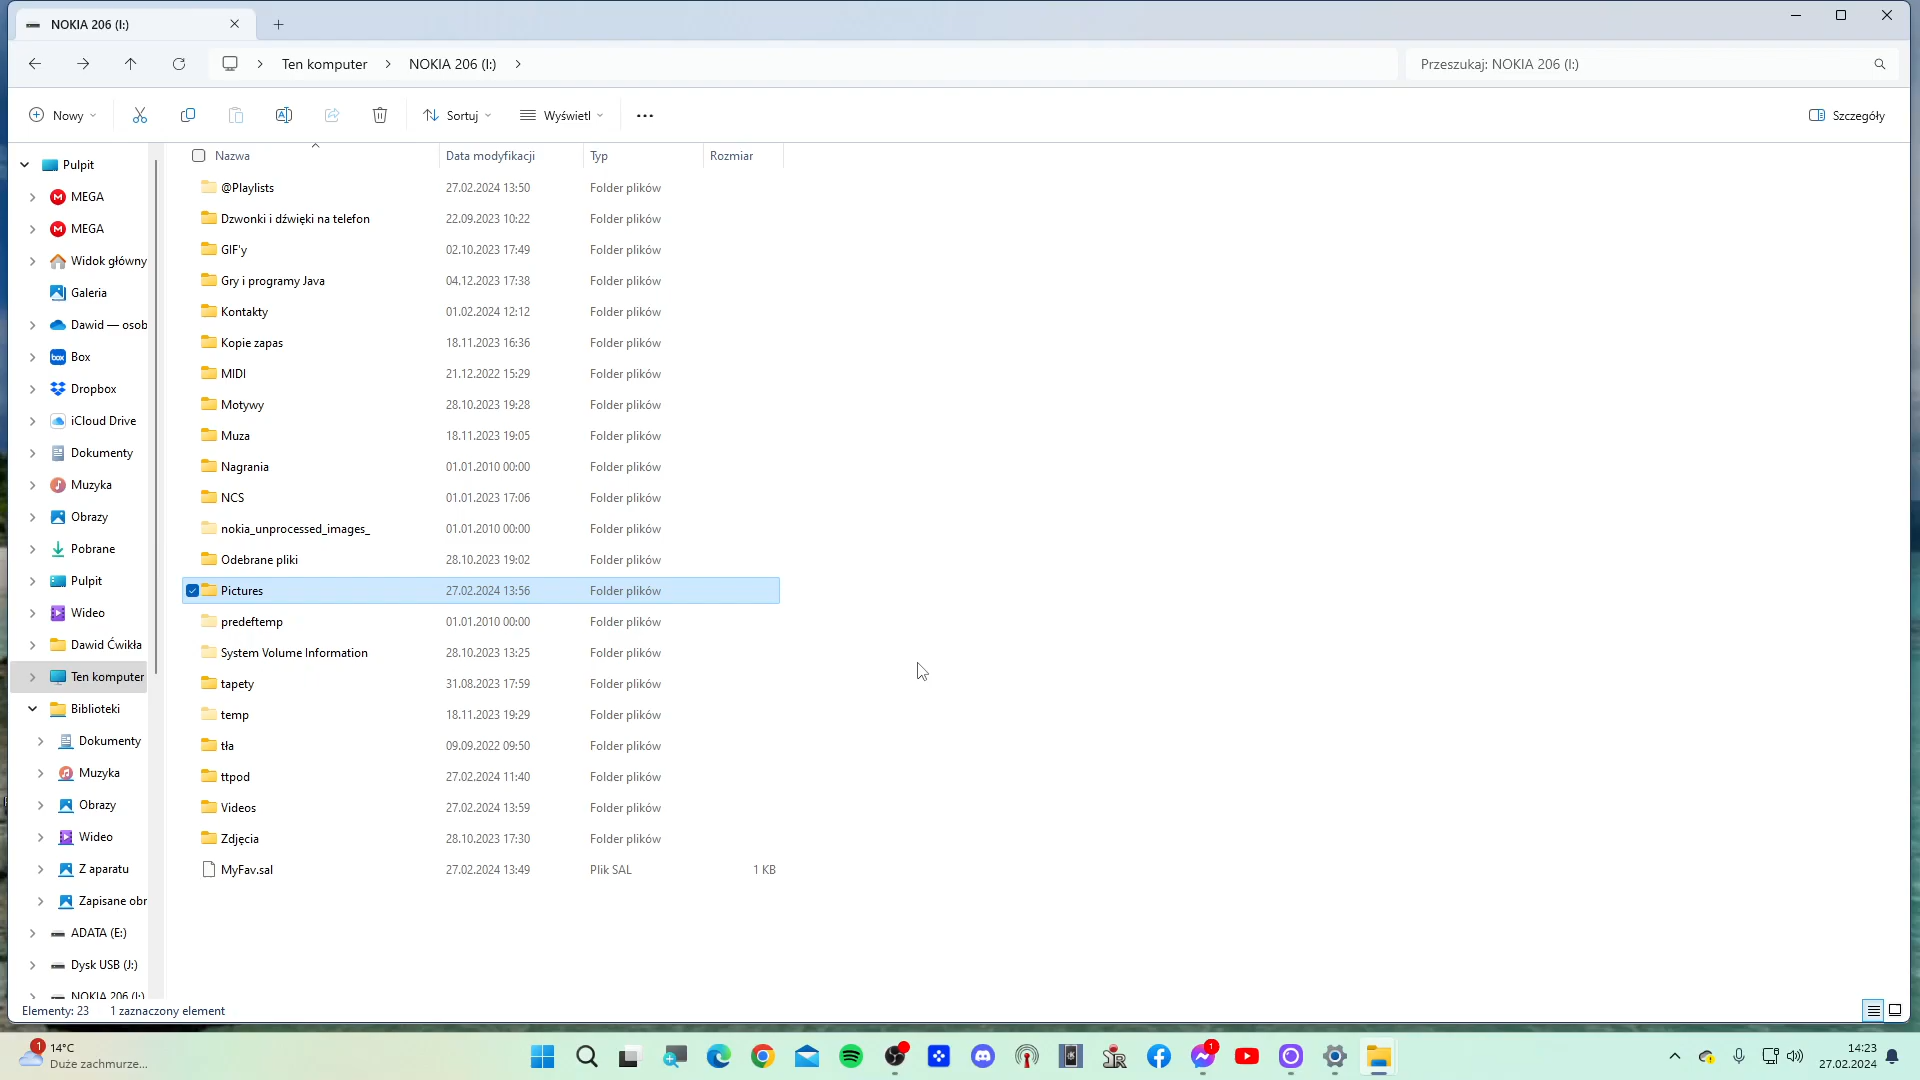 NOKIA 206 (I:)
Ten komputer
NOKIA 206 (I:)
Przeszukaj: NOKIA 206 (I:)
Nowy
Sortuj
Wyświetl
Szczegóły
Pulpit
MEGA
MEGA
Widok główny
Galeria
Dawid — osob
Box
Dropbox
iCloud Drive
Dokumenty
Muzyka
Obrazy
Pobrane
Pulpit
Wideo
Dawid Ćwikła
Ten komputer
Biblioteki
Dokumenty
Muzyka
Obrazy
Wideo
Z aparatu
Zapisane obr
ADATA (E:)
Dysk USB (J:)
NOKIA 206 (I:)
Nazwa Data modyfikacji Typ Rozmiar
@Playlists 27.02.2024 13:50 Folder plików
Dzwonki i dźwięki na telefon 22.09.2023 10:22 Folder plików
GIF'y 02.10.2023 17:49 Folder plików
Gry i programy Java 04.12.2023 17:38 Folder plików
Kontakty 01.02.2024 12:12 Folder plików
Kopie zapas 18.11.2023 16:36 Folder plików
MIDI 21.12.2022 15:29 Folder plików
Motywy 28.10.2023 19:28 Folder plików
Muza 18.11.2023 19:05 Folder plików
Nagrania 01.01.2010 00:00 Folder plików
NCS 01.01.2023 17:06 Folder plików
nokia_unprocessed_images_ 01.01.2010 00:00 Folder plików
Odebrane pliki 28.10.2023 19:02 Folder plików
Pictures 27.02.2024 13:56 Folder plików
predeftemp 01.01.2010 00:00 Folder plików
System Volume Information 28.10.2023 13:25 Folder plików
tapety 31.08.2023 17:59 Folder plików
temp 18.11.2023 19:29 Folder plików
tła 09.09.2022 09:50 Folder plików
ttpod 27.02.2024 11:40 Folder plików
Videos 27.02.2024 13:59 Folder plików
Zdjęcia 28.10.2023 17:30 Folder plików
MyFav.sal 27.02.2024 13:49 Plik SAL 1 KB
Elementy: 23 1 zaznaczony element
1
14°C
Duże zachmurze...
1
14:23
27.02.2024